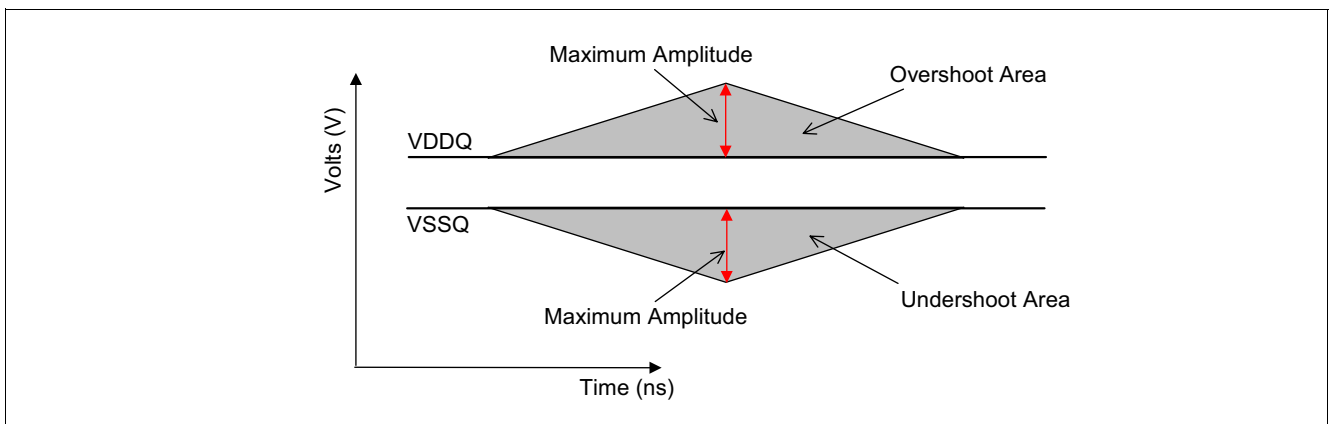 Maximum Amplitude
Overshoot Area
Volts (V)
VDDQ
VSSQ
Undershoot Area
Maximum Amplitude
Time (ns)